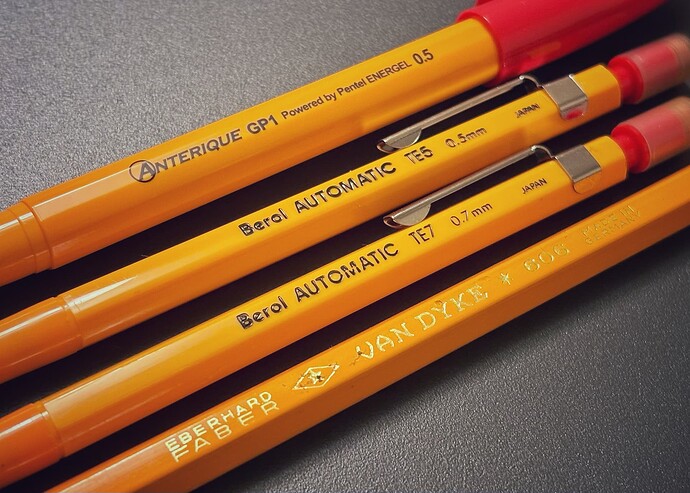 ANTERIQUE GP1 Powered by Pentel ENERGEL 0.5
Berol AUTOMATIC TE5 0.5mm JAPAN
Berol AUTOMATIC TE7 0.7mm JAPAN
EBERHARD
FABER
VAN DYKE * 606